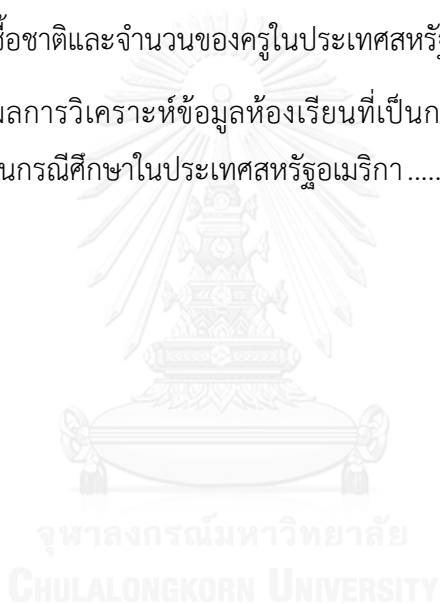 ชื้อชาติและจำนวนของครูในประเทศสหรัฐ
ผลการวิเคราะห์ข้อมูลห้องเรียนที่เป็นก
นกรณีศึกษาในประเทศสหรัฐอเมริกา .....
จุฬาลงกรณ์มหาวิทยาลัย
CHULALONGKORN UNIVERSITY